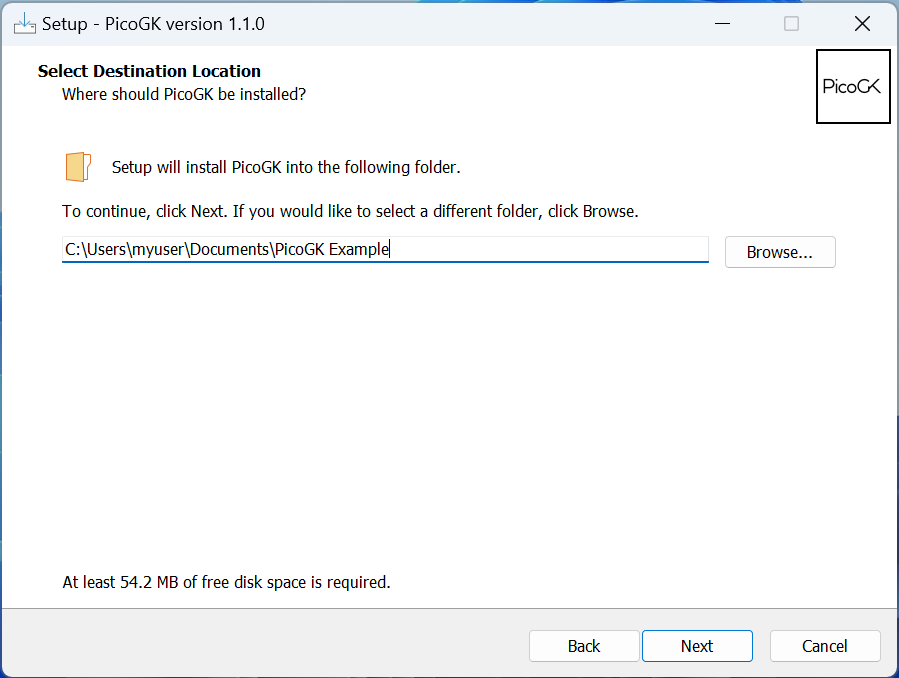 Setup - PicoGK version 1.1.0
Select Destination Location
Where should PicoGK be installed?
PicoGK
Setup will install PicoGK into the following folder.
To continue, click Next. If you would like to select a different folder, click Browse.
C:\Users\myuser\Documents\PicoGK Example
Browse...
At least 54.2 MB of free disk space is required.
Back
Next
Cancel